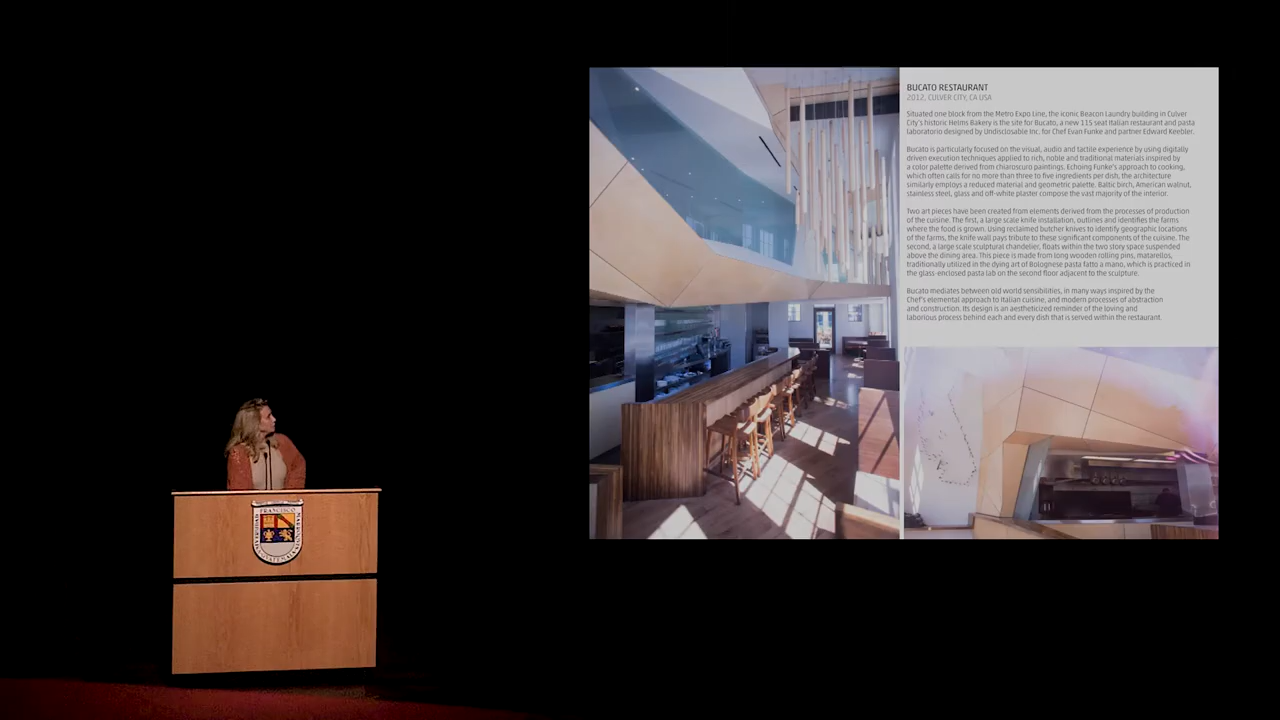 BUCATO RESTAURANT
2012, CULVER CITY, CA USA
Situated one block from the Metro Expo Line, the iconic Beacon Laundry building in Culver
City's historic Helms Bakery is the site for Bucato, a new 115 seat Italian restaurant and pasta
laboratorio designed by Undisclosable Inc. for Chef Evan Funke and partner Edward Keebler.
Bucato is particularly focused on the visual, audio and tactile experience by using digitally
driven execution techniques applied to rich, noble and traditional materials inspired by
a color palette derived from chiaroscuro paintings. Echoing Funke's approach to cooking,
which often calls for no more than three to five ingredients per dish, the architecture
similarly employs a reduced material and geometric palette. Baltic birch, American walnut,
stainless steel, glass and off-white plaster compose the vast majority of the interior.
Two art pieces have been created from elements derived from the processes of production
of the cuisine. The first, a large scale knife installation, outlines and identifies the farms
where the food is grown. Using reclaimed butcher knives to identify geographic locations
of the farms, the knife wall pays tribute to these significant components of the cuisine. The
second, a large scale sculptural chandelier, floats within the two story space suspended
above the dining area. This piece is made from long wooden rolling pins, matarellos,
traditionally utilized in the dying art of Bolognese pasta fatto a mano, which is practiced in
the glass-enclosed pasta lab on the second floor adjacent to the sculpture.
Bucato mediates between old world sensibilities, in many ways inspired by the
Chef's elemental approach to Italian cuisine, and modern processes of abstraction
and construction. Its design is an aestheticized reminder of the loving and
laborious process behind each and every dish that is served within the restaurant.
FRANCISCO